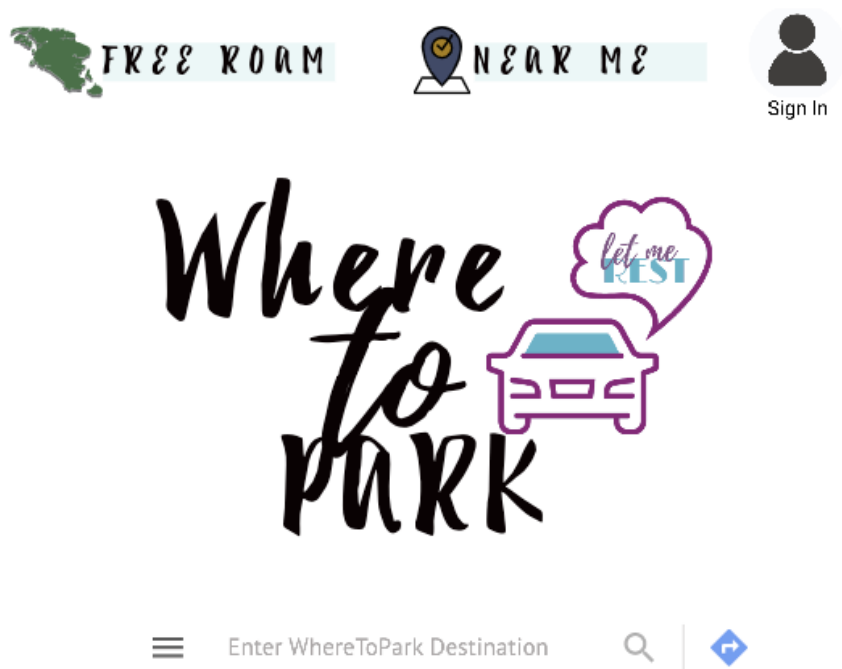 FREE ROAM
NEAR ME
Sign In
Where
to
PARK
let me
REST
Enter WhereToPark Destination